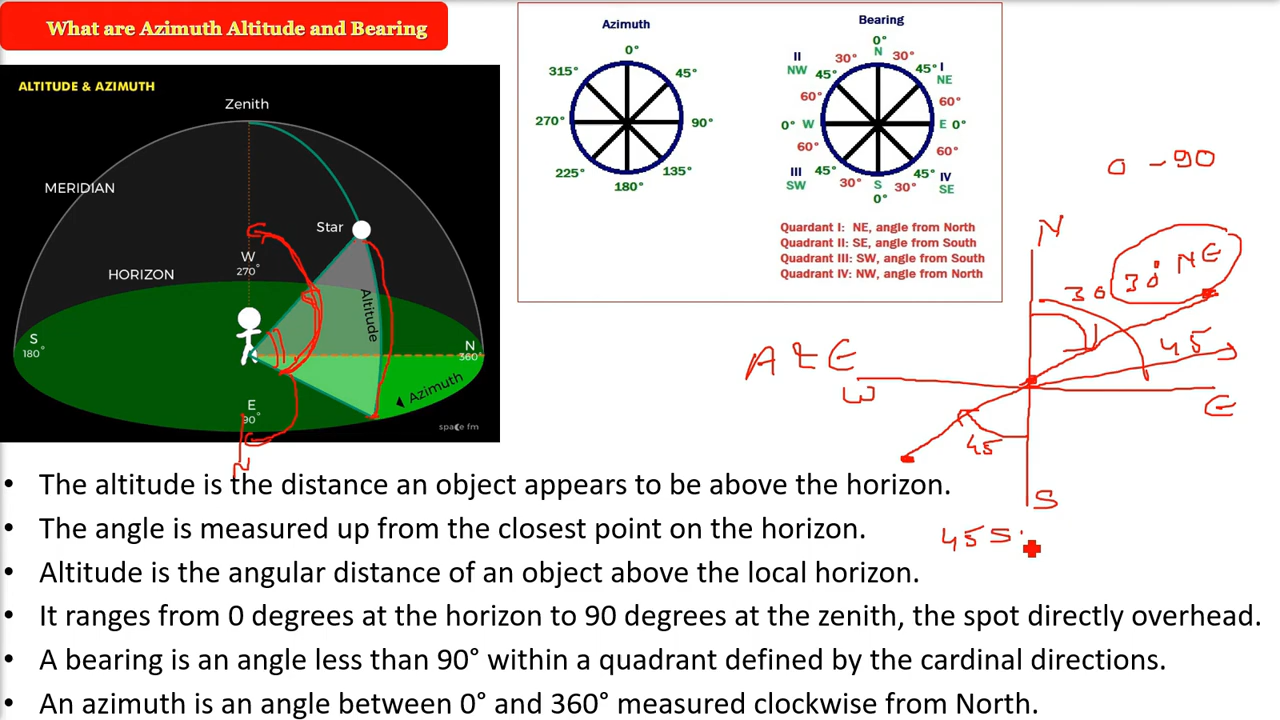 What are Azimuth Altitude and Bearing
ALTITUDE & AZIMUTH
Zenith
MERIDIAN
Star
W
270°
HORIZON
Altitude
S
180°
N
360°
E
90°
Azimuth
space fm
N
Azimuth
0°
315° 45°
270° 90°
225° 135°
180°
Bearing
0°
N
II 30° 30° I
NW 45° 45° NE
60° 60°
0° W E 0°
60° 60°
III 45° 45° IV
SW 30° S 30° SE
0°
Quardant I: NE, angle from North
Quadrant II: SE, angle from South
Quadrant III: SW, angle from South
Quadrant IV: NW, angle from North
0 - 90
N
30° NE
30
45
A & E
W
E
45
S
45 S
• The altitude is the distance an object appears to be above the horizon.
• The angle is measured up from the closest point on the horizon.
• Altitude is the angular distance of an object above the local horizon.
• It ranges from 0 degrees at the horizon to 90 degrees at the zenith, the spot directly overhead.
• A bearing is an angle less than 90° within a quadrant defined by the cardinal directions.
• An azimuth is an angle between 0° and 360° measured clockwise from North.